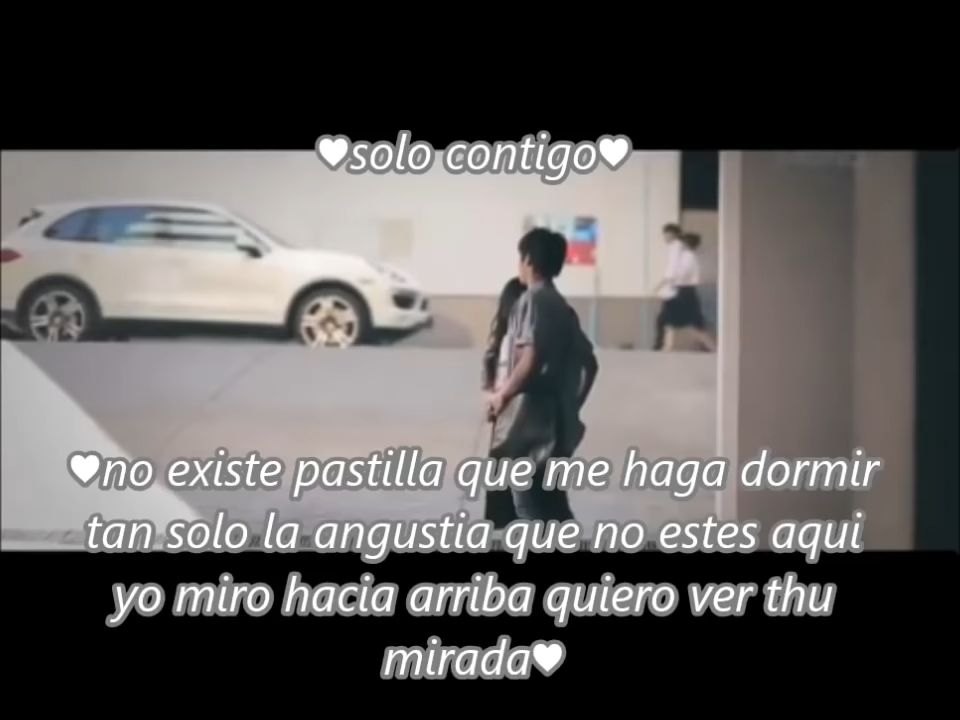 ♥solo contigo♥
♥no existe pastilla que me haga dormir
tan solo la angustia que no estes aqui
yo miro hacia arriba quiero ver thu
mirada♥